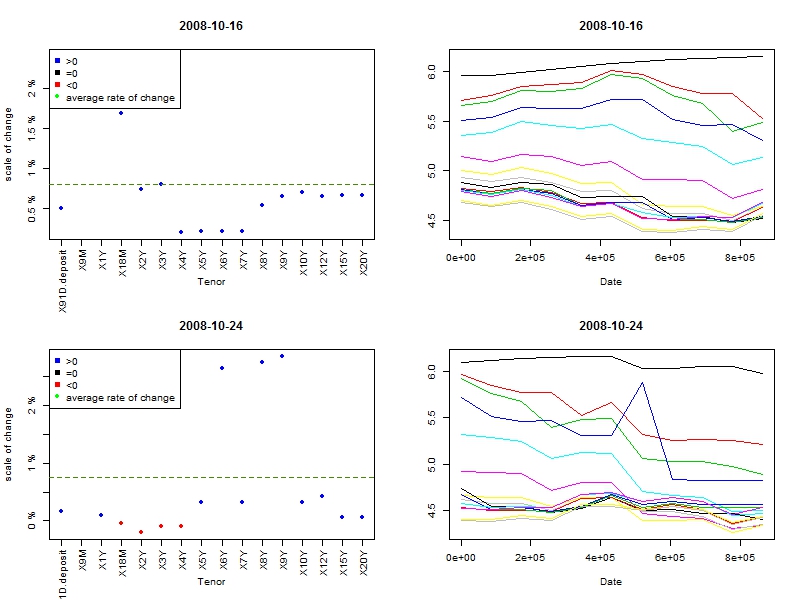 2008-10-16
scale of change
0.5 %
1 %
1.5 %
2 %
>0
=0
<0
average rate of change
X91D.deposit
X9M
X1Y
X18M
X2Y
X3Y
X4Y
X5Y
X6Y
X7Y
X8Y
X9Y
X10Y
X12Y
X15Y
X20Y
Tenor
2008-10-16
6.0
5.5
5.0
4.5
0e+00
2e+05
4e+05
6e+05
8e+05
Date
2008-10-24
scale of change
0 %
1 %
2 %
>0
=0
<0
average rate of change
1D.deposit
X9M
X1Y
X18M
X2Y
X3Y
X4Y
X5Y
X6Y
X7Y
X8Y
X9Y
X10Y
X12Y
X15Y
X20Y
Tenor
2008-10-24
6.0
5.5
5.0
4.5
0e+00
2e+05
4e+05
6e+05
8e+05
Date